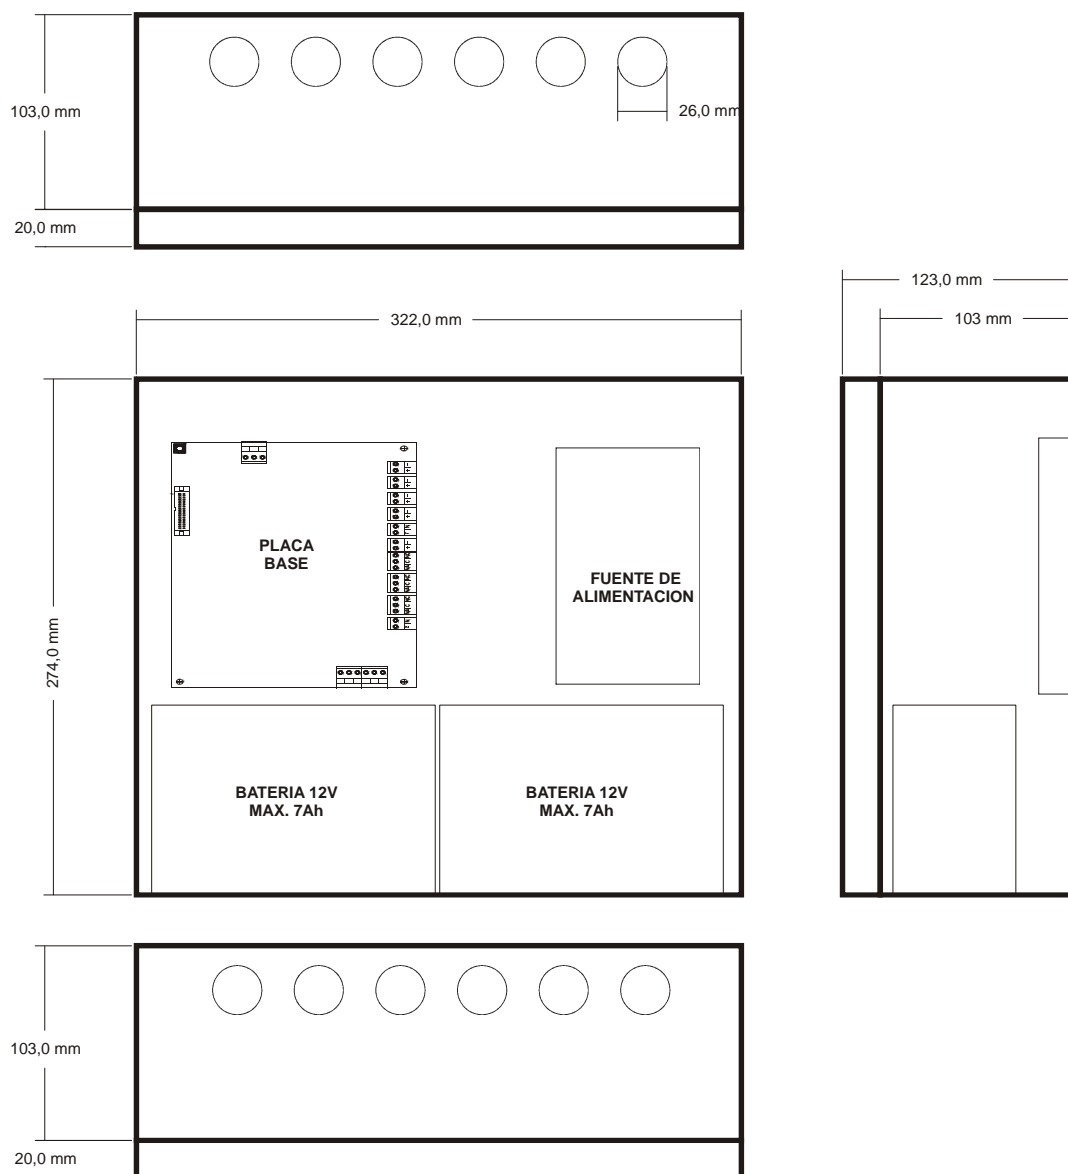 103,0 mm
26,0 mm
20,0 mm
123,0 mm
322,0 mm
103 mm
PLACA
BASE
FUENTE DE
ALIMENTACION
274,0 mm
BATERIA 12V
MAX. 7Ah
BATERIA 12V
MAX. 7Ah
103,0 mm
20,0 mm